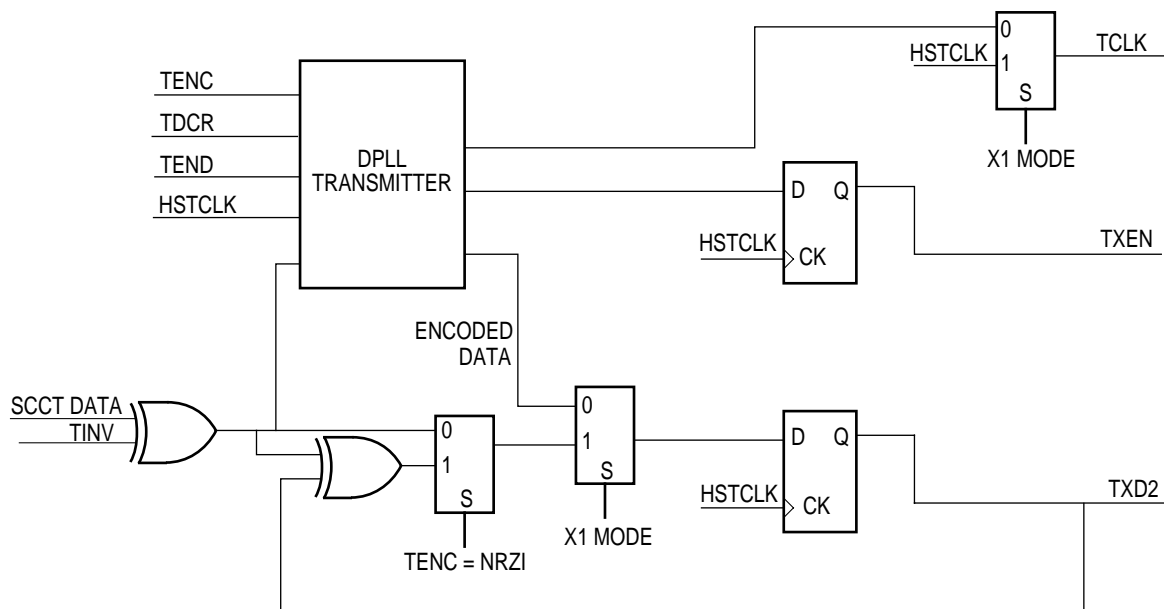 0
HSTCLK
1
TCLK
S
X1 MODE
TENC
TDCR
TEND
HSTCLK
DPLL
TRANSMITTER
D Q
HSTCLK
CK
TXEN
ENCODED
DATA
SCCT DATA
TINV
0
1
S
TENC = NRZI
0
1
S
X1 MODE
D Q
HSTCLK
CK
TXD2